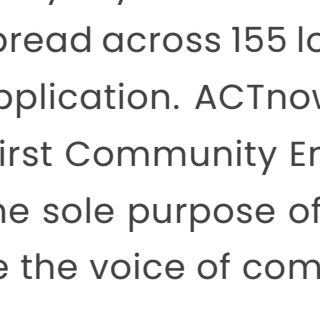 pread across 155 lo
pplication. ACTnow
irst Community En
he sole purpose of
e the voice of com